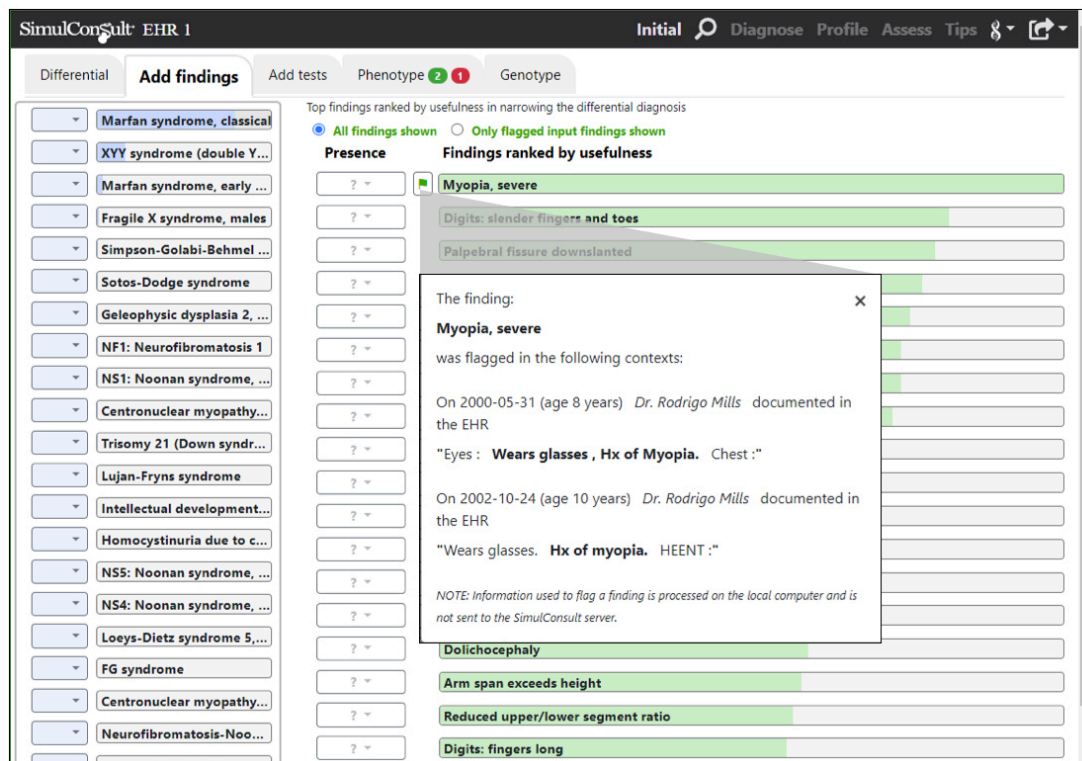 SimulConsult® EHR 1
Initial Diagnose Profile Assess Tips
Differential Add findings Add tests Phenotype 2 1 Genotype
Top findings ranked by usefulness in narrowing the differential diagnosis
All findings shown Only flagged input findings shown
Presence Findings ranked by usefulness
Marfan syndrome, classical
XYY syndrome (double Y...
Marfan syndrome, early ...
Fragile X syndrome, males
Simpson-Golabi-Behmel ...
Sotos-Dodge syndrome
Geleophysic dysplasia 2, ...
NF1: Neurofibromatosis 1
NS1: Noonan syndrome, ...
Centronuclear myopathy...
Trisomy 21 (Down syndr...
Lujan-Fryns syndrome
Intellectual development...
Homocystinuria due to c...
NS5: Noonan syndrome, ...
NS4: Noonan syndrome, ...
Loeys-Dietz syndrome 5,...
FG syndrome
Centronuclear myopathy...
Neurofibromatosis-Noo...
? Myopia, severe
? Digits: slender fingers and toes
? Palpebral fissure downslanted
?
?
?
?
?
?
?
?
?
?
?
? Dolichocephaly
? Arm span exceeds height
? Reduced upper/lower segment ratio
? Digits: fingers long
The finding: ×
Myopia, severe
was flagged in the following contexts:
On 2000-05-31 (age 8 years) Dr. Rodrigo Mills documented in
the EHR
"Eyes : Wears glasses , Hx of Myopia. Chest :"
On 2002-10-24 (age 10 years) Dr. Rodrigo Mills documented in
the EHR
"Wears glasses. Hx of myopia. HEENT :"
NOTE: Information used to flag a finding is processed on the local computer and is
not sent to the SimulConsult server.